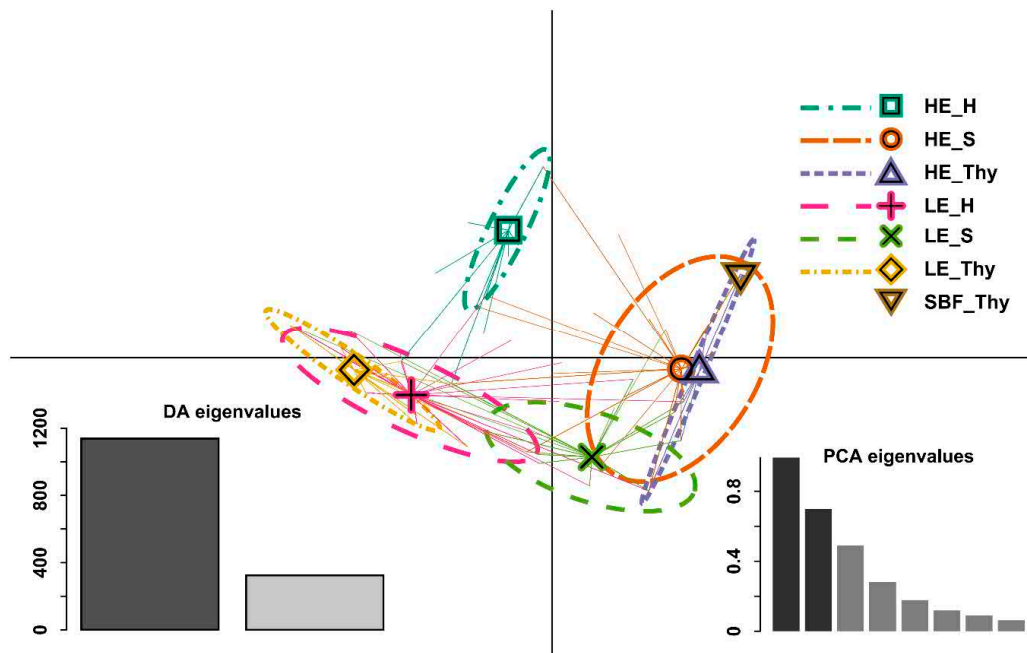 HE_H
HE_S
HE_Thy
LE_H
LE_S
LE_Thy
SBF_Thy
DA eigenvalues
1200
800
400
0
PCA eigenvalues
0.8
0.4
0